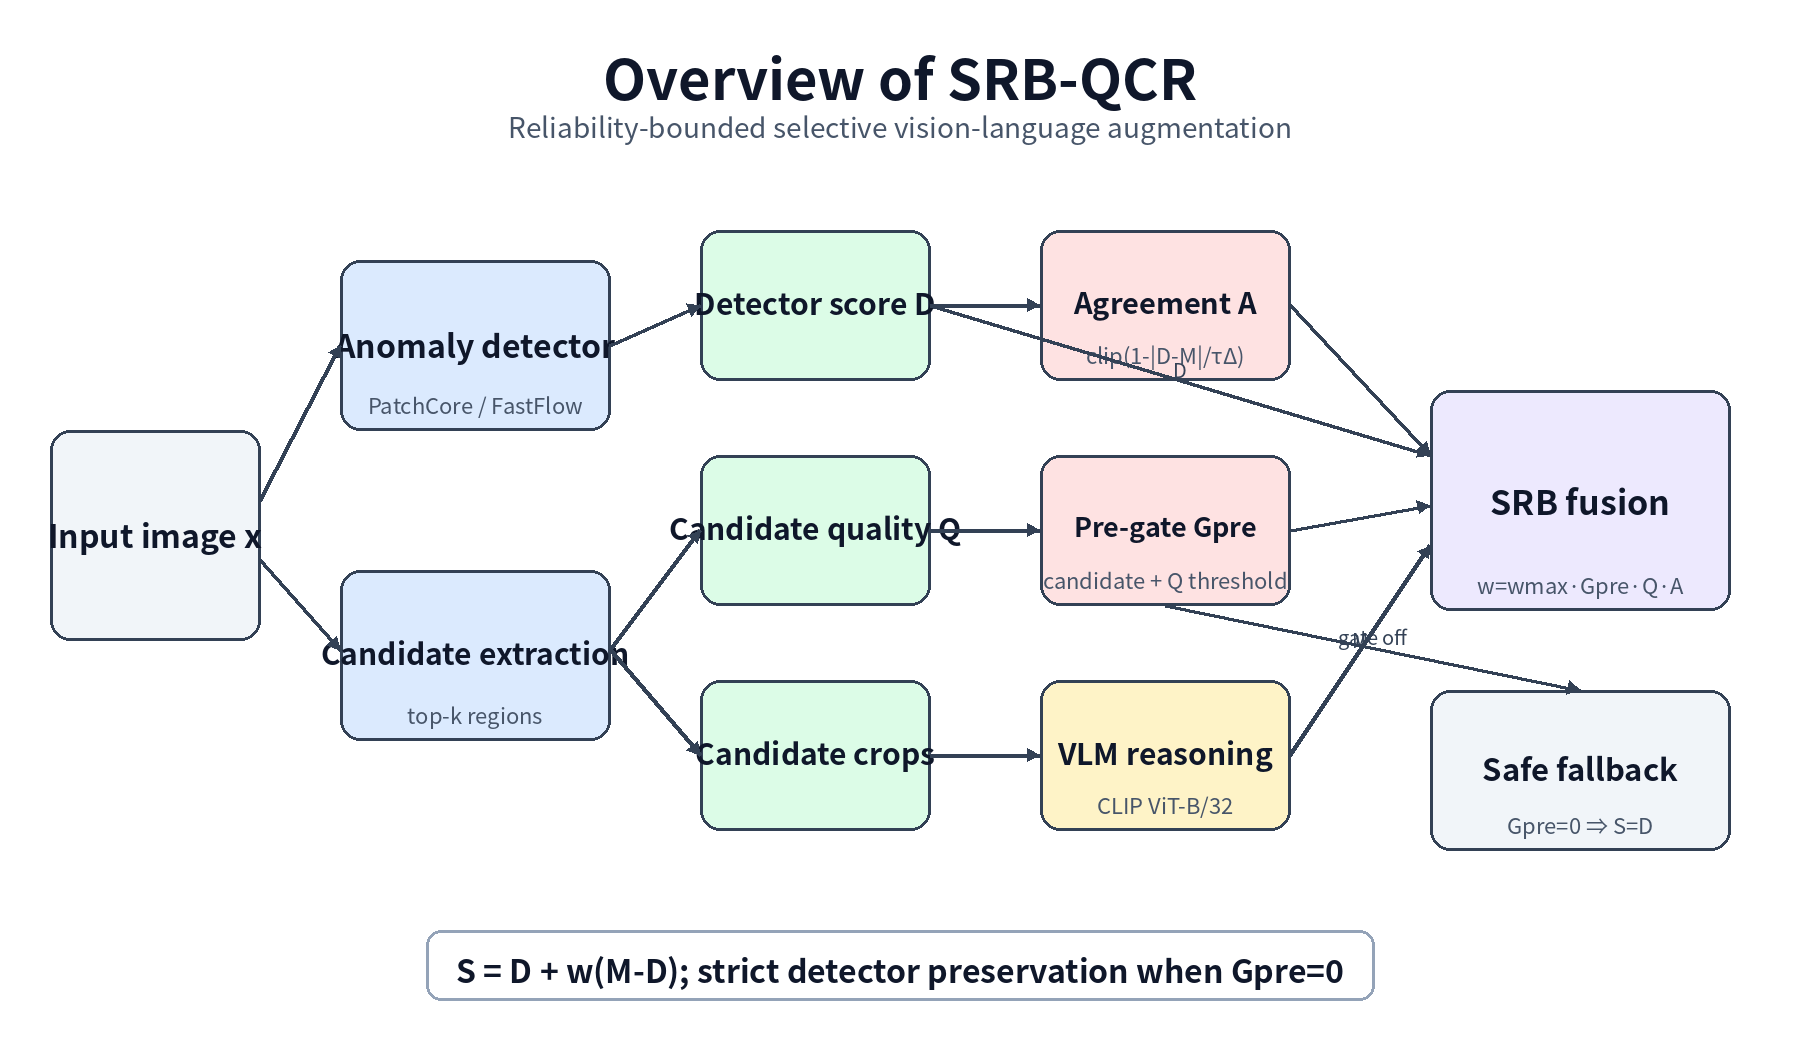 Overview of SRB-QCR
Reliability-bounded selective vision-language augmentation
Input image x
Anomaly detector
PatchCore / FastFlow
Candidate extraction
top-k regions
Detector score D
Candidate quality Q
Candidate crops
Agreement A
clip(1-|D-M|/τΔ)
D
Pre-gate Gpre
candidate + Q threshold
VLM reasoning
CLIP ViT-B/32
gate off
M
SRB fusion
w=wmax·Gpre·Q·A
Safe fallback
Gpre=0 ⇒ S=D
S = D + w(M-D); strict detector preservation when Gpre=0